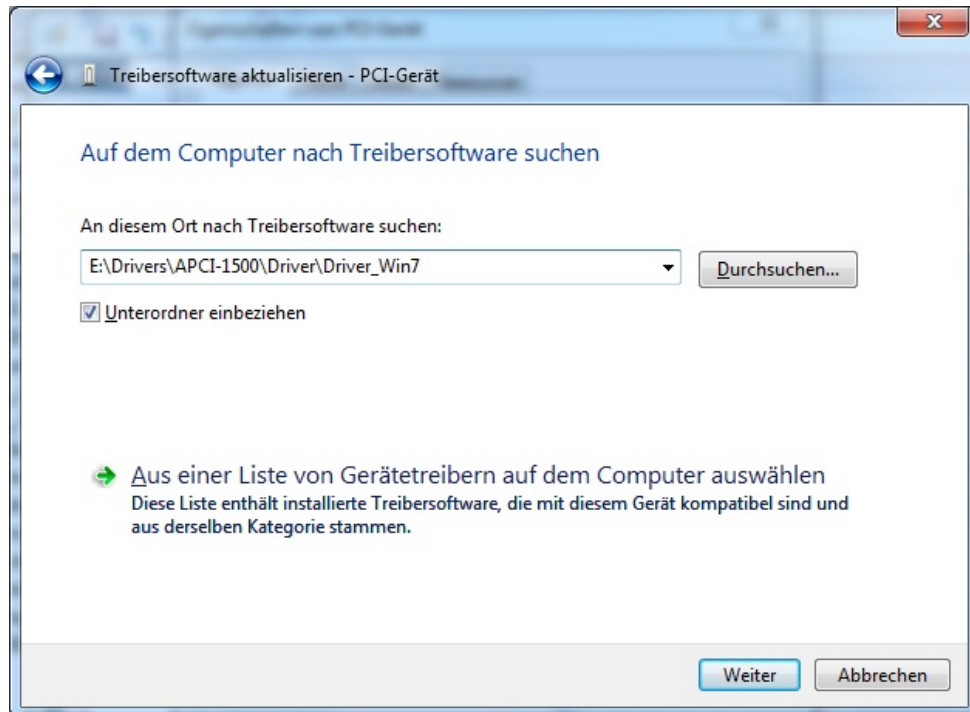 Treibersoftware aktualisieren - PCI-Gerät
Auf dem Computer nach Treibersoftware suchen
An diesem Ort nach Treibersoftware suchen:
E:\Drivers\APCI-1500\Driver\Driver_Win7
Durchsuchen...
Unterordner einbeziehen
Aus einer Liste von Gerätetreibern auf dem Computer auswählen
Diese Liste enthält installierte Treibersoftware, die mit diesem Gerät kompatibel sind und
aus derselben Kategorie stammen.
Weiter
Abbrechen